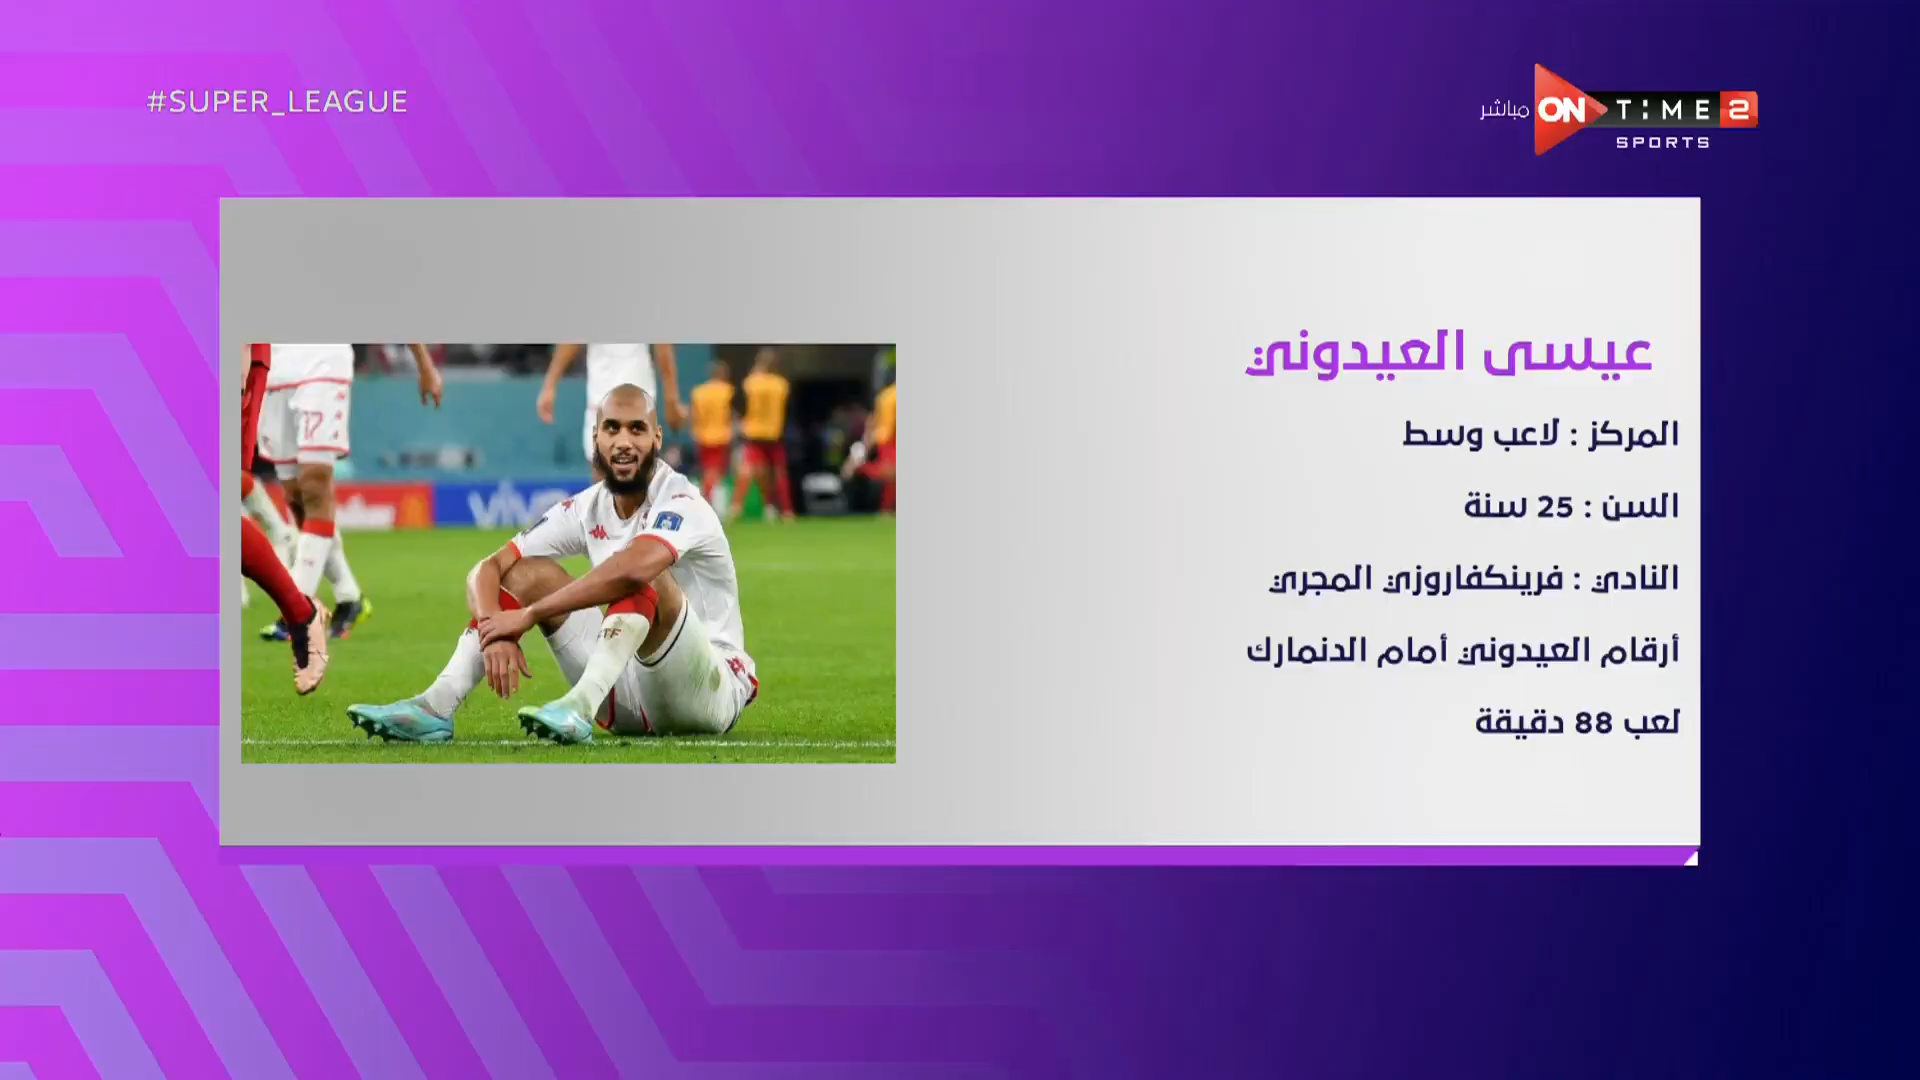 #SUPER_LEAGUE
مباشر ON TIME 2
SPORTS
عيسى العيدوني
المركز : لاعب وسط
السن : 25 سنة
النادي : فرينكفاروزي المجري
أرقام العيدوني أمام الدنمارك
لعب 88 دقيقة
17